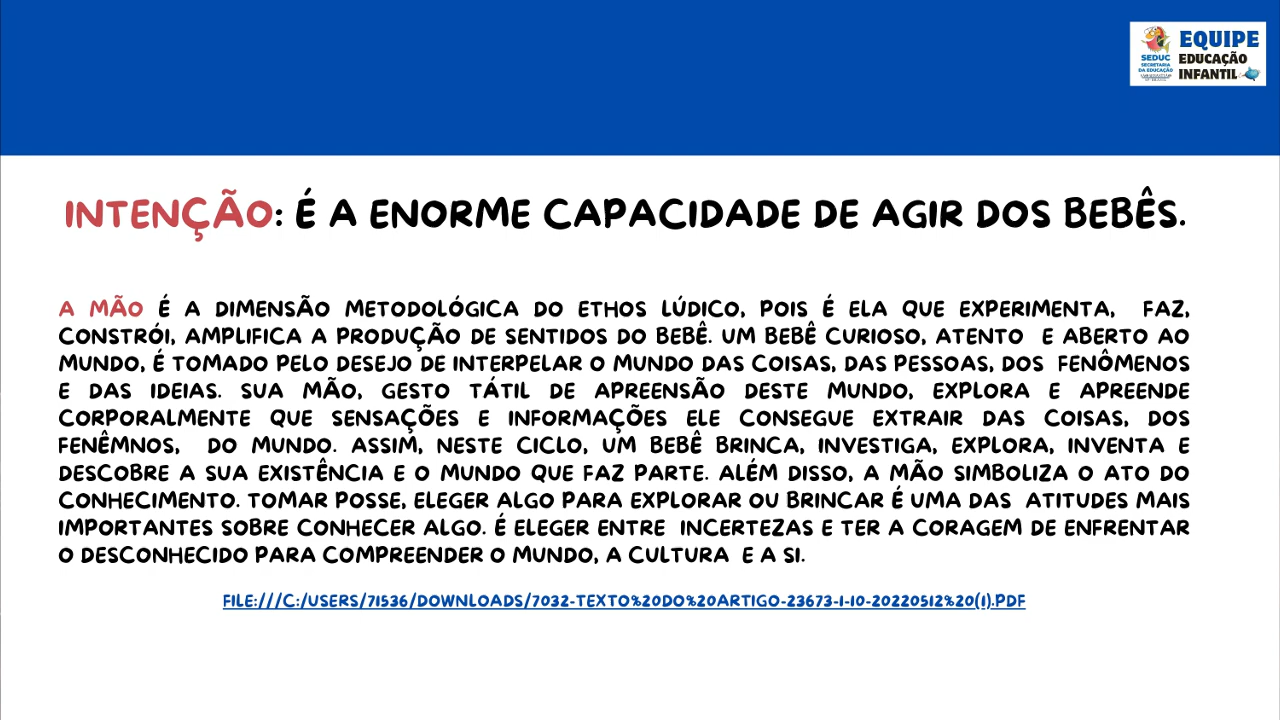 EQUIPE
EDUCAÇÃO
INFANTIL
SEDUC
SECRETARIA
DA EDUCAÇÃO
INTENÇÃO: É A ENORME CAPACIDADE DE AGIR DOS BEBÊS.
A MÃO É A DIMENSÃO METODOLÓGICA DO ETHOS LÚDICO, POIS É ELA QUE EXPERIMENTA, FAZ,
CONSTRÓI, AMPLIFICA A PRODUÇÃO DE SENTIDOS DO BEBÊ. UM BEBÊ CURIOSO, ATENTO E ABERTO AO
MUNDO, É TOMADO PELO DESEJO DE INTERPELAR O MUNDO DAS COISAS, DAS PESSOAS, DOS FENÔMENOS
E DAS IDEIAS. SUA MÃO, GESTO TÁTIL DE APREENSÃO DESTE MUNDO, EXPLORA E APREENDE
CORPORALMENTE QUE SENSAÇÕES E INFORMAÇÕES ELE CONSEGUE EXTRAIR DAS COISAS, DOS
FENÊMNOS, DO MUNDO. ASSIM, NESTE CICLO, UM BEBÊ BRINCA, INVESTIGA, EXPLORA, INVENTA E
DESCOBRE A SUA EXISTÊNCIA E O MUNDO QUE FAZ PARTE. ALÉM DISSO, A MÃO SIMBOLIZA O ATO DO
CONHECIMENTO. TOMAR POSSE, ELEGER ALGO PARA EXPLORAR OU BRINCAR É UMA DAS ATITUDES MAIS
IMPORTANTES SOBRE CONHECER ALGO. É ELEGER ENTRE INCERTEZAS E TER A CORAGEM DE ENFRENTAR
O DESCONHECIDO PARA COMPREENDER O MUNDO, A CULTURA E A SI.
FILE:///C:/USERS/71536/DOWNLOADS/7032-TEXTO%20DO%20ARTIGO-23673-1-10-20220512%20(1).PDF